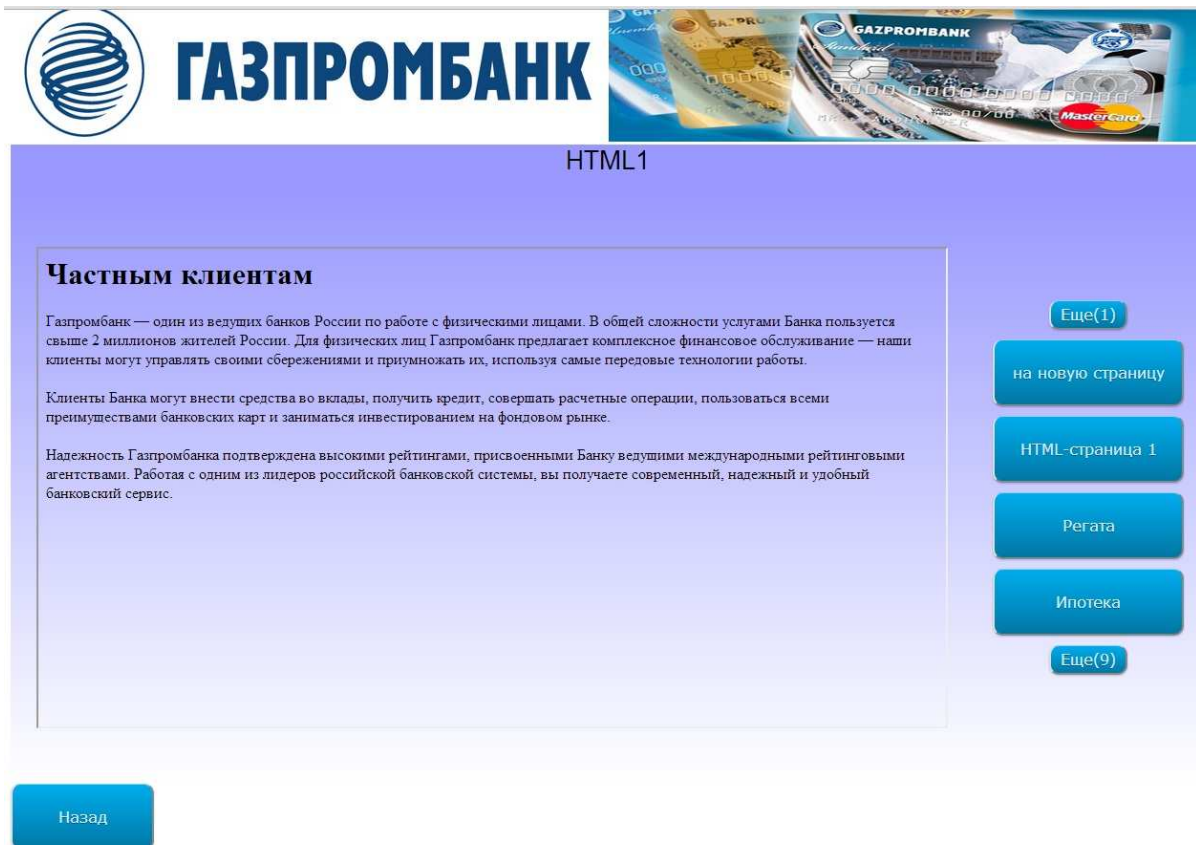 ГАЗПРОМБАНК
GAZPROMBANK
Standard
MasterCard
HTML1
Частным клиентам
Газпромбанк — один из ведущих банков России по работе с физическими лицами. В общей сложности услугами Банка пользуется
свыше 2 миллионов жителей России. Для физических лиц Газпромбанк предлагает комплексное финансовое обслуживание — наши
клиенты могут управлять своими сбережениями и приумножать их, используя самые передовые технологии работы.
Клиенты Банка могут внести средства во вклады, получить кредит, совершать расчетные операции, пользоваться всеми
преимуществами банковских карт и заниматься инвестированием на фондовом рынке.
Надежность Газпромбанка подтверждена высокими рейтингами, присвоенными Банку ведущими международными рейтинговыми
агентствами. Работая с одним из лидеров российской банковской системы, вы получаете современный, надежный и удобный
банковский сервис.
Еще(1)
на новую страницу
HTML-страница 1
Регата
Ипотека
Еще(9)
Назад